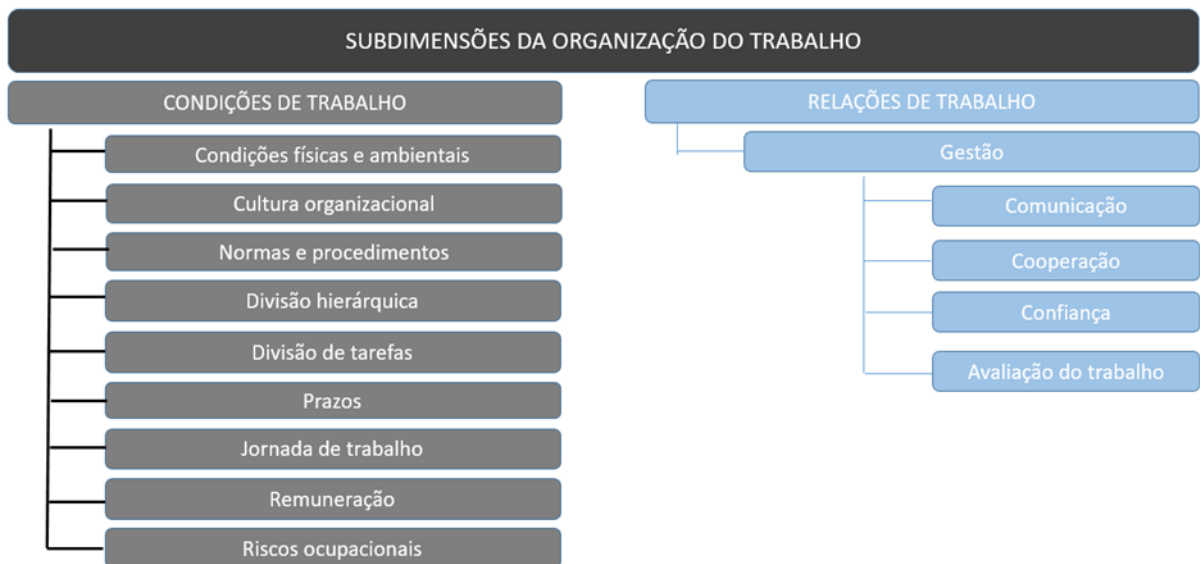 SUBDIMENSÕES DA ORGANIZAÇÃO DO TRABALHO
CONDIÇÕES DE TRABALHO
Condições físicas e ambientais
Cultura organizacional
Normas e procedimentos
Divisão hierárquica
Divisão de tarefas
Prazos
Jornada de trabalho
Remuneração
Riscos ocupacionais
RELAÇÕES DE TRABALHO
Gestão
Comunicação
Cooperação
Confiança
Avaliação do trabalho